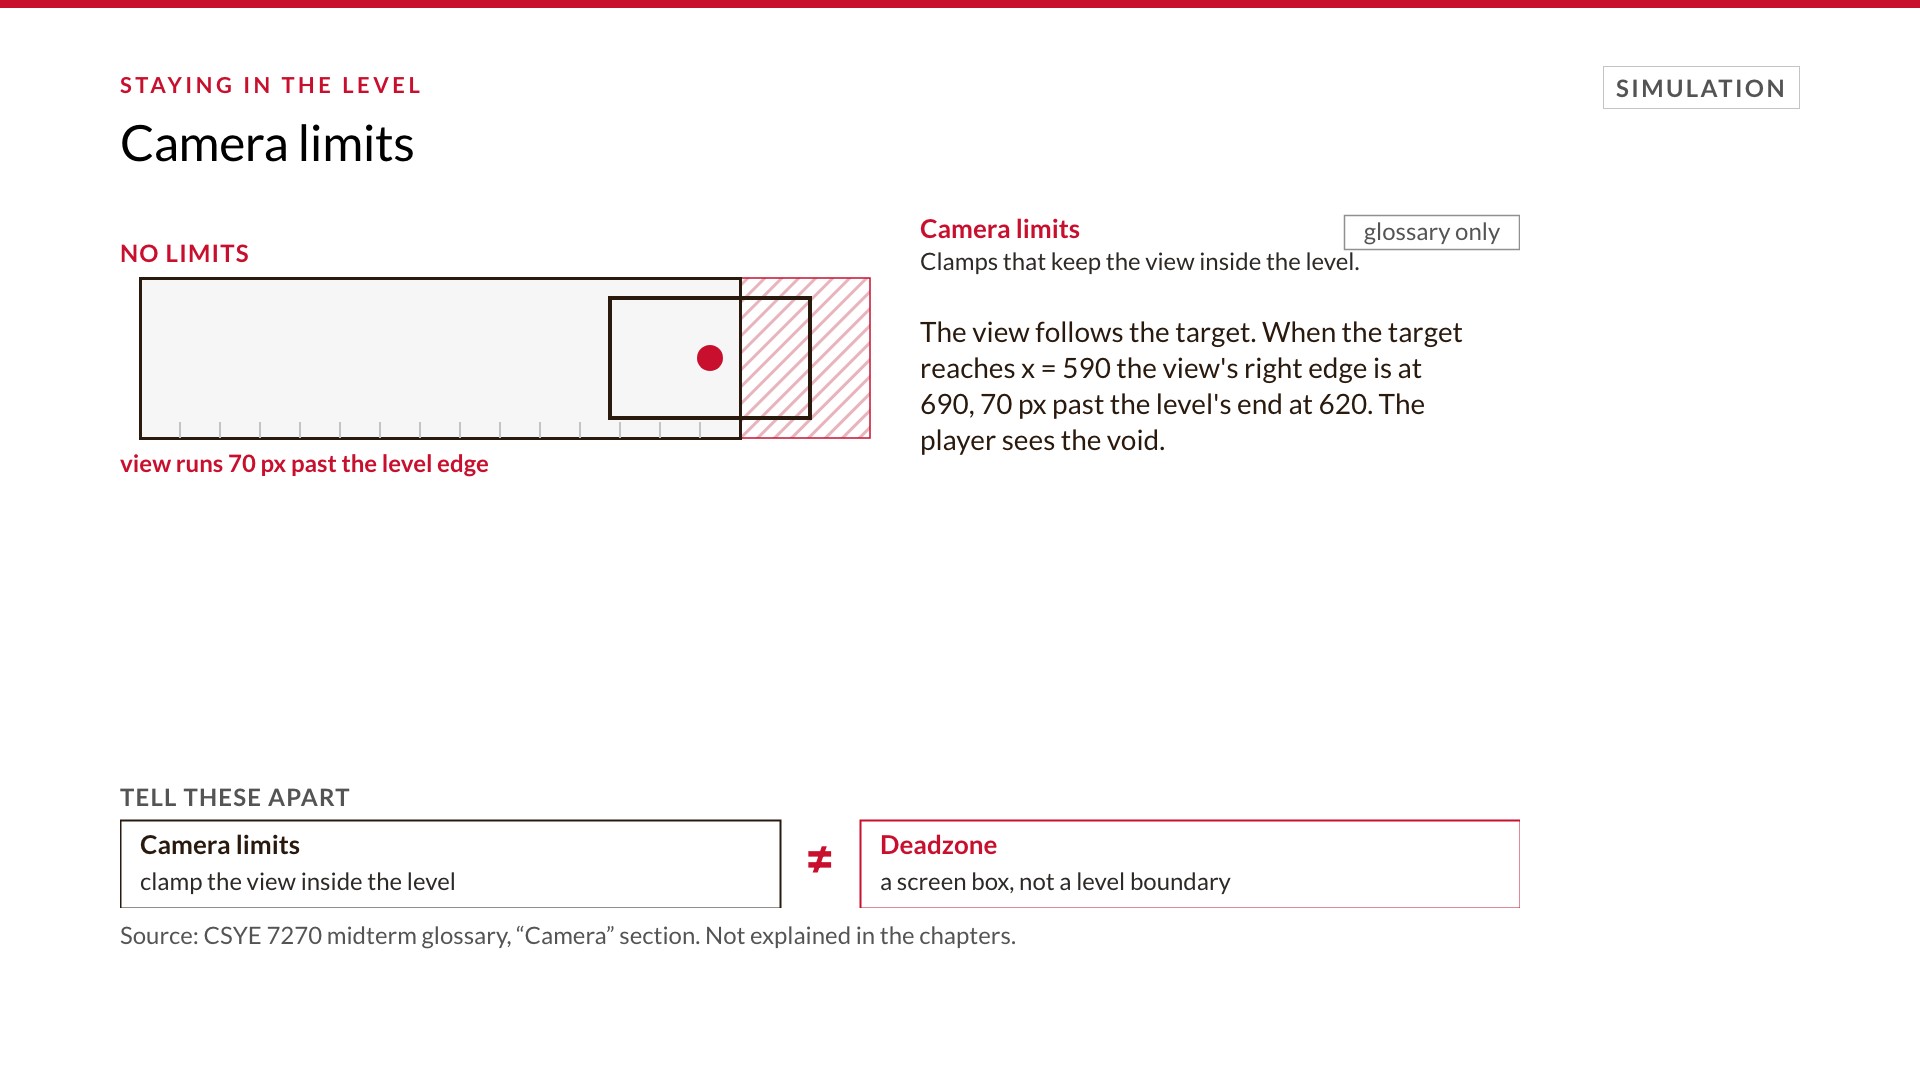 STAYING IN THE LEVEL
SIMULATION
Camera limits
NO LIMITS
view runs 70 px past the level edge
Camera limits
glossary only
Clamps that keep the view inside the level.
The view follows the target. When the target
reaches x = 590 the view's right edge is at
690, 70 px past the level's end at 620. The
player sees the void.
TELL THESE APART
Camera limits
clamp the view inside the level
≠
Deadzone
a screen box, not a level boundary
Source: CSYE 7270 midterm glossary, “Camera” section. Not explained in the chapters.